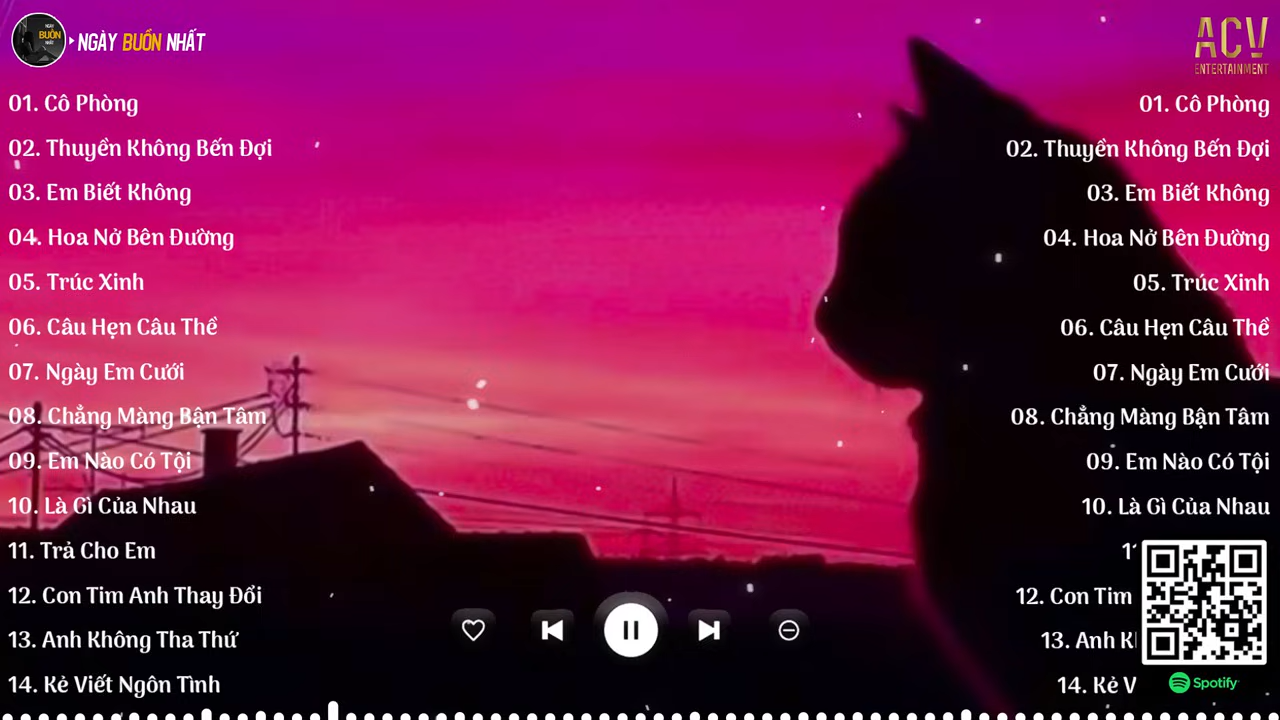 NGÀY BUỒN NHẤT
NGÀY
BUỒN
NHẤT
ACV
ENTERTAINMENT
01. Cô Phòng
02. Thuyền Không Bến Đợi
03. Em Biết Không
04. Hoa Nở Bên Đường
05. Trúc Xinh
06. Câu Hẹn Câu Thề
07. Ngày Em Cưới
08. Chẳng Màng Bận Tâm
09. Em Nào Có Tội
10. Là Gì Của Nhau
11. Trả Cho Em
12. Con Tim Anh Thay Đổi
13. Anh Không Tha Thứ
14. Kẻ Viết Ngôn Tình
01. Cô Phòng
02. Thuyền Không Bến Đợi
03. Em Biết Không
04. Hoa Nở Bên Đường
05. Trúc Xinh
06. Câu Hẹn Câu Thề
07. Ngày Em Cưới
08. Chẳng Màng Bận Tâm
09. Em Nào Có Tội
10. Là Gì Của Nhau
12. Con Tim
13. Anh
14. Kẻ
Spotify